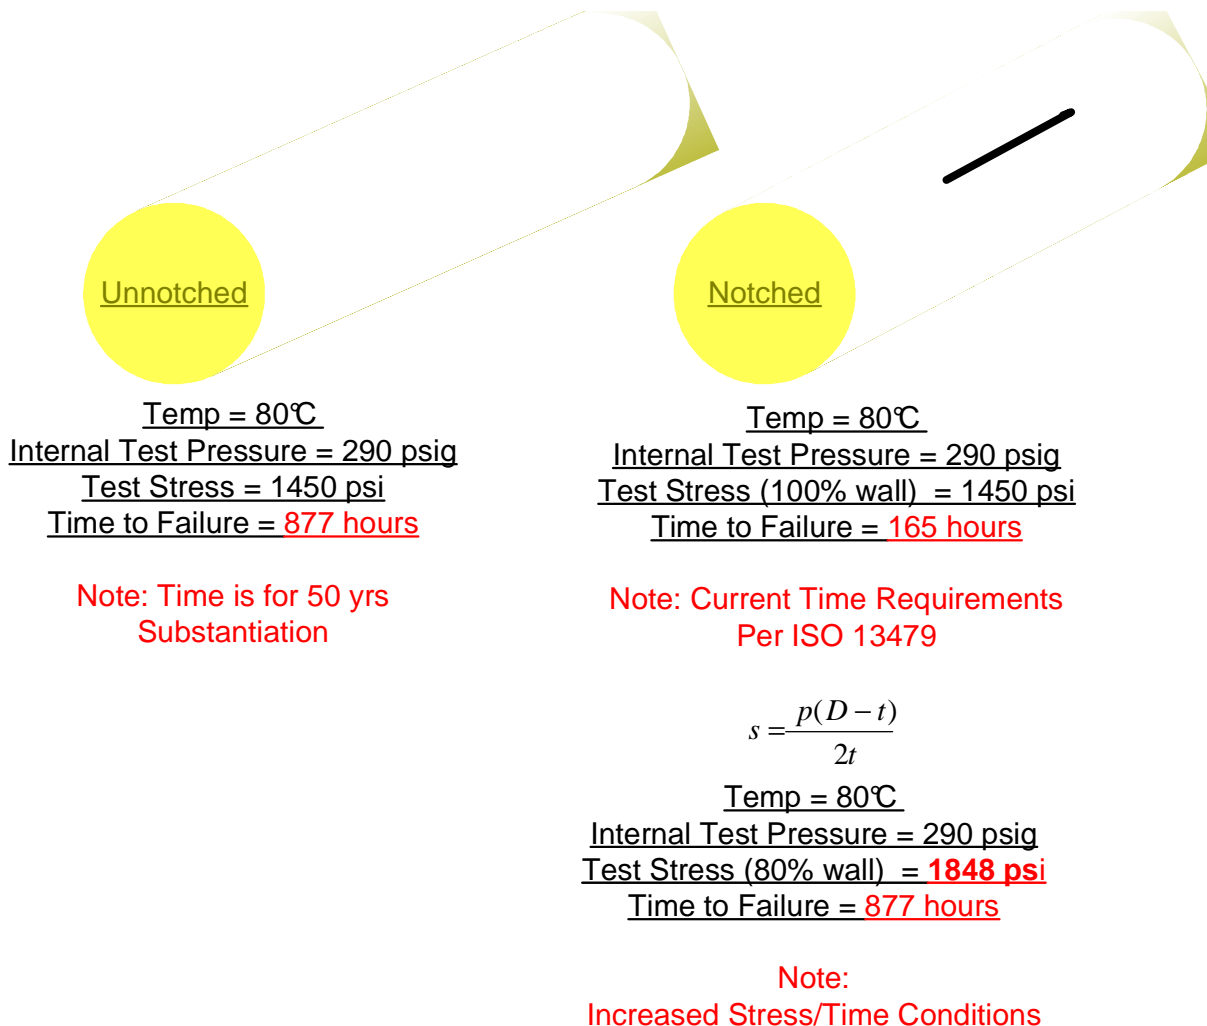 Unnotched
Temp = 80°C
Internal Test Pressure = 290 psig
Test Stress = 1450 psi
Time to Failure = 877 hours
Note: Time is for 50 yrs
Substantiation
Notched
Temp = 80°C
Internal Test Pressure = 290 psig
Test Stress (100% wall) = 1450 psi
Time to Failure = 165 hours
Note: Current Time Requirements
Per ISO 13479
s = p(D − t) / 2t
Temp = 80°C
Internal Test Pressure = 290 psig
Test Stress (80% wall) = 1848 psi
Time to Failure = 877 hours
Note:
Increased Stress/Time Conditions